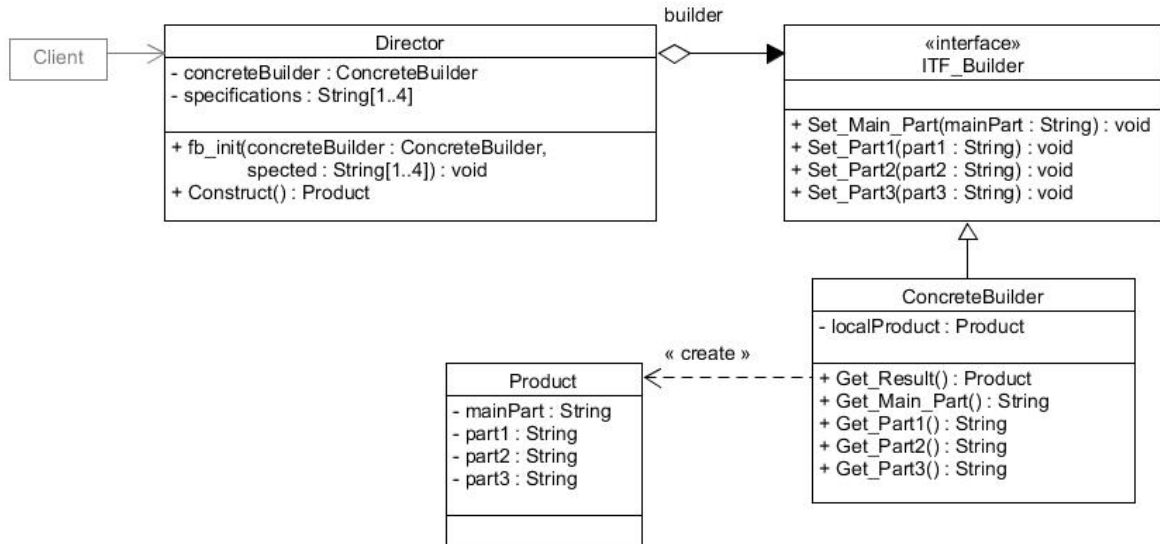 builder
Client
Director
- concreteBuilder : ConcreteBuilder
- specifications : String[1..4]
+ fb_init(concreteBuilder : ConcreteBuilder,
spected : String[1..4]) : void
+ Construct() : Product
«interface»
ITF_Builder
+ Set_Main_Part(mainPart : String) : void
+ Set_Part1(part1 : String) : void
+ Set_Part2(part2 : String) : void
+ Set_Part3(part3 : String) : void
ConcreteBuilder
- localProduct : Product
+ Get_Result() : Product
+ Get_Main_Part() : String
+ Get_Part1() : String
+ Get_Part2() : String
+ Get_Part3() : String
« create »
Product
- mainPart : String
- part1 : String
- part2 : String
- part3 : String